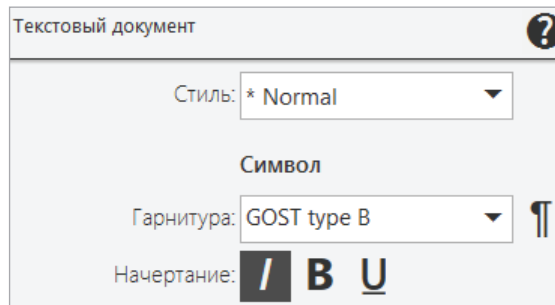 Текстовый документ ?
Стиль: * Normal
Символ
Гарнитура: GOST type B ¶
Начертание: I B U